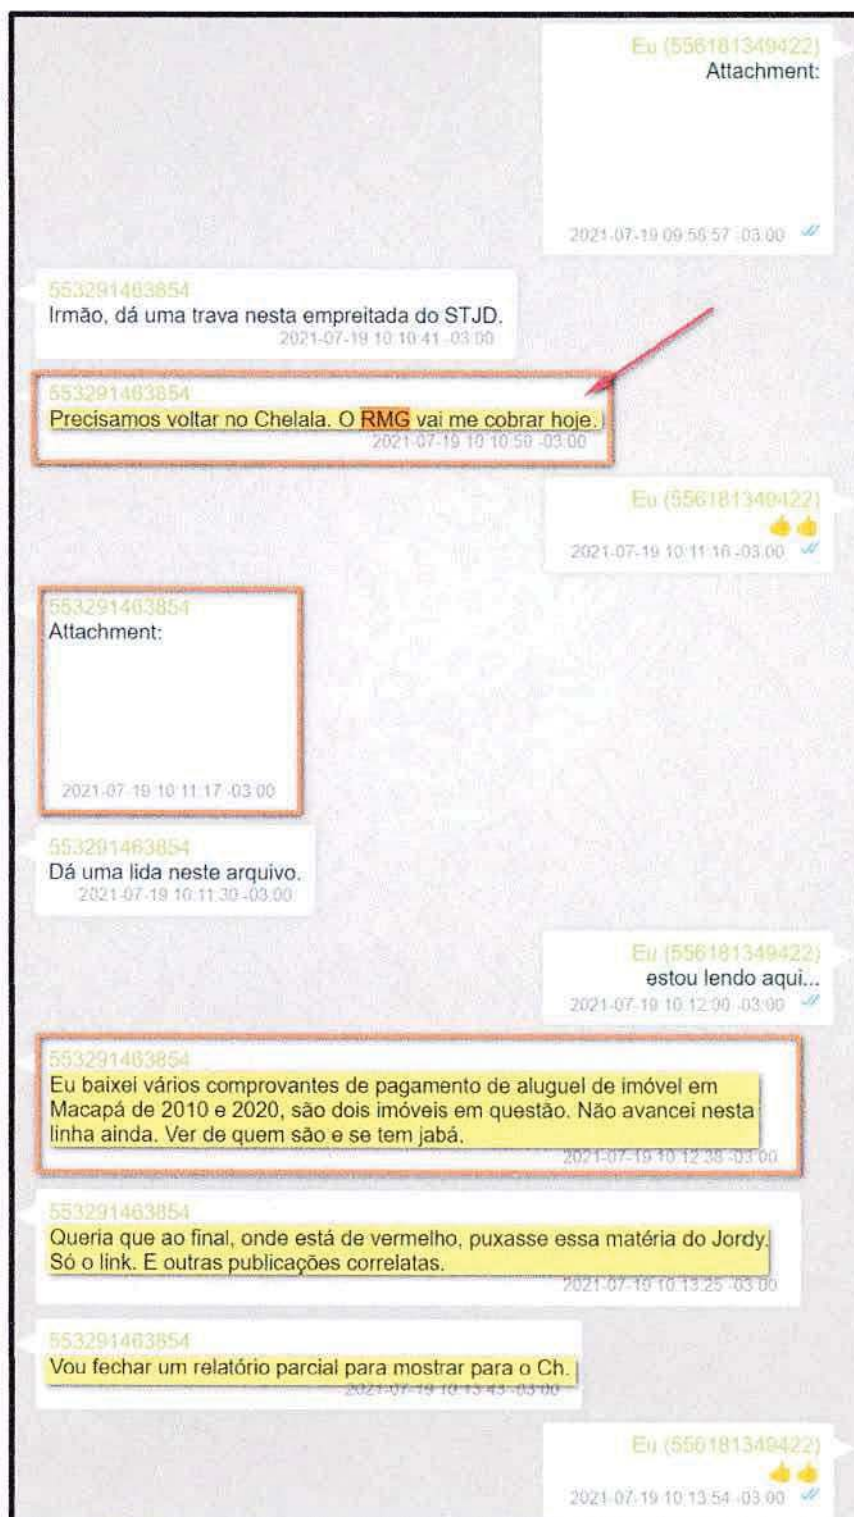 Eu (556181349422)
Attachment:
2021-07-19 09:56:57 -03:00
553291463854
Irmão, dá uma trava nesta empreitada do STJD.
2021-07-19 10:10:41 -03:00
553291463854
Precisamos voltar no Chelala. O RMG vai me cobrar hoje.
2021-07-19 10:10:59 -03:00
Eu (556181349422)
👍👍
2021-07-19 10:11:16 -03:00
553291463854
Attachment:
2021-07-19 10:11:17 -03:00
553291463854
Dá uma lida neste arquivo.
2021-07-19 10:11:30 -03:00
Eu (556181349422)
estou lendo aqui...
2021-07-19 10:12:00 -03:00
553291463854
Eu baixei vários comprovantes de pagamento de aluguel de imóvel em
Macapá de 2010 e 2020, são dois imóveis em questão. Não avancei nesta
linha ainda. Ver de quem são e se tem jabá.
2021-07-19 10:12:38 -03:00
553291463854
Queria que ao final, onde está de vermelho, puxasse essa matéria do Jordy.
Só o link. E outras publicações correlatas.
2021-07-19 10:13:25 -03:00
553291463854
Vou fechar um relatório parcial para mostrar para o Ch.
2021-07-19 10:13:43 -03:00
Eu (556181349422)
👍👍
2021-07-19 10:13:54 -03:00